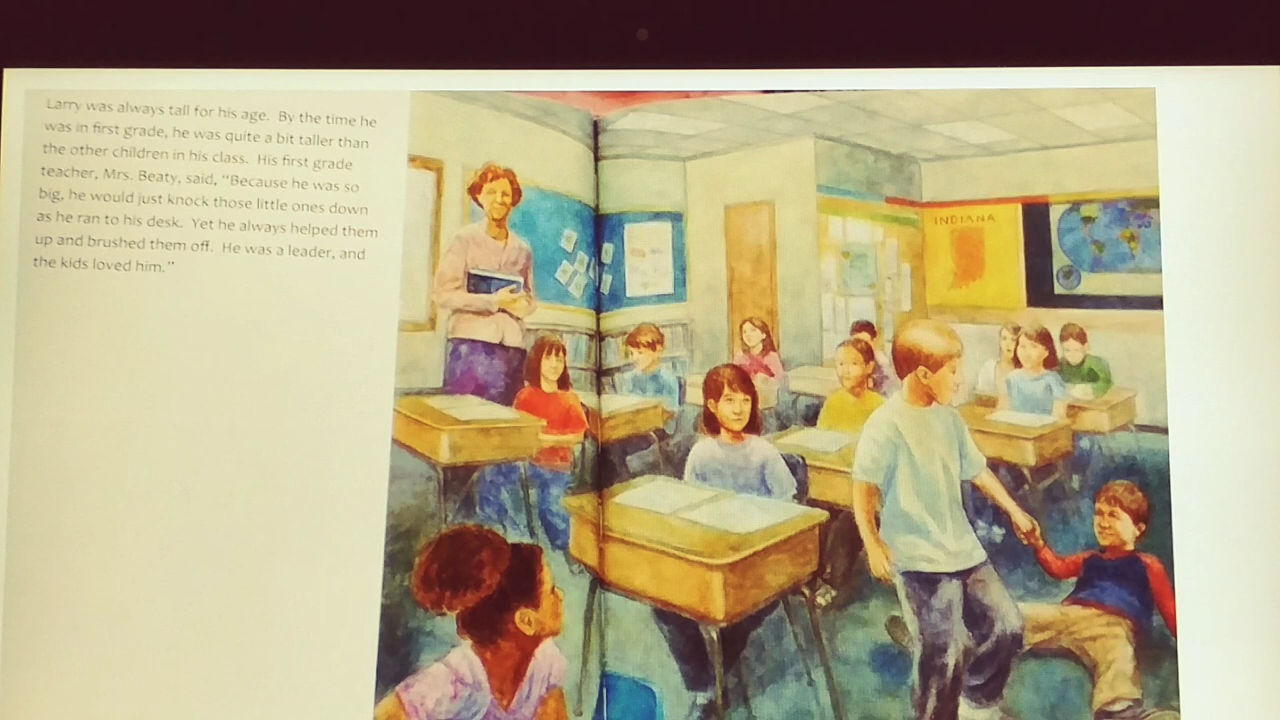 Larry was always tall for his age.  By the time he
was in first grade, he was quite a bit taller than
the other children in his class.  His first grade
teacher, Mrs. Beaty, said, “Because he was so
big, he would just knock those little ones down
as he ran to his desk.  Yet he always helped them
up and brushed them off.  He was a leader, and
the kids loved him.”
INDIANA